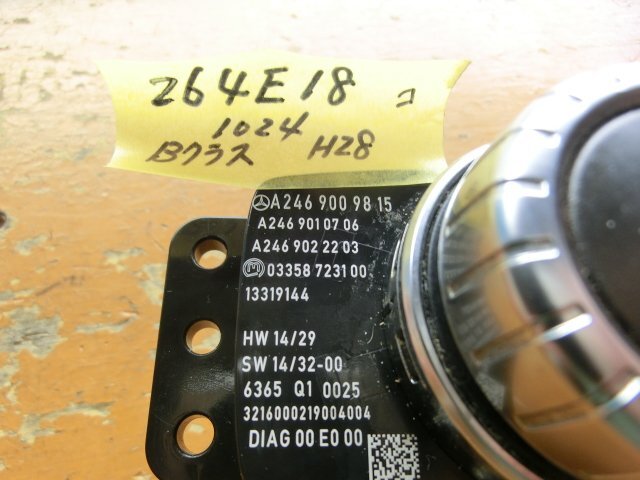 264E18 コ
1024
Bクラス H28
A246 900 98 15
A246 901 07 06
A246 902 22 03
03358 7231 00
13319144
HW 14/29
SW 14/32-00
6365 Q1 0025
3216000219004004
DIAG 00 E0 00